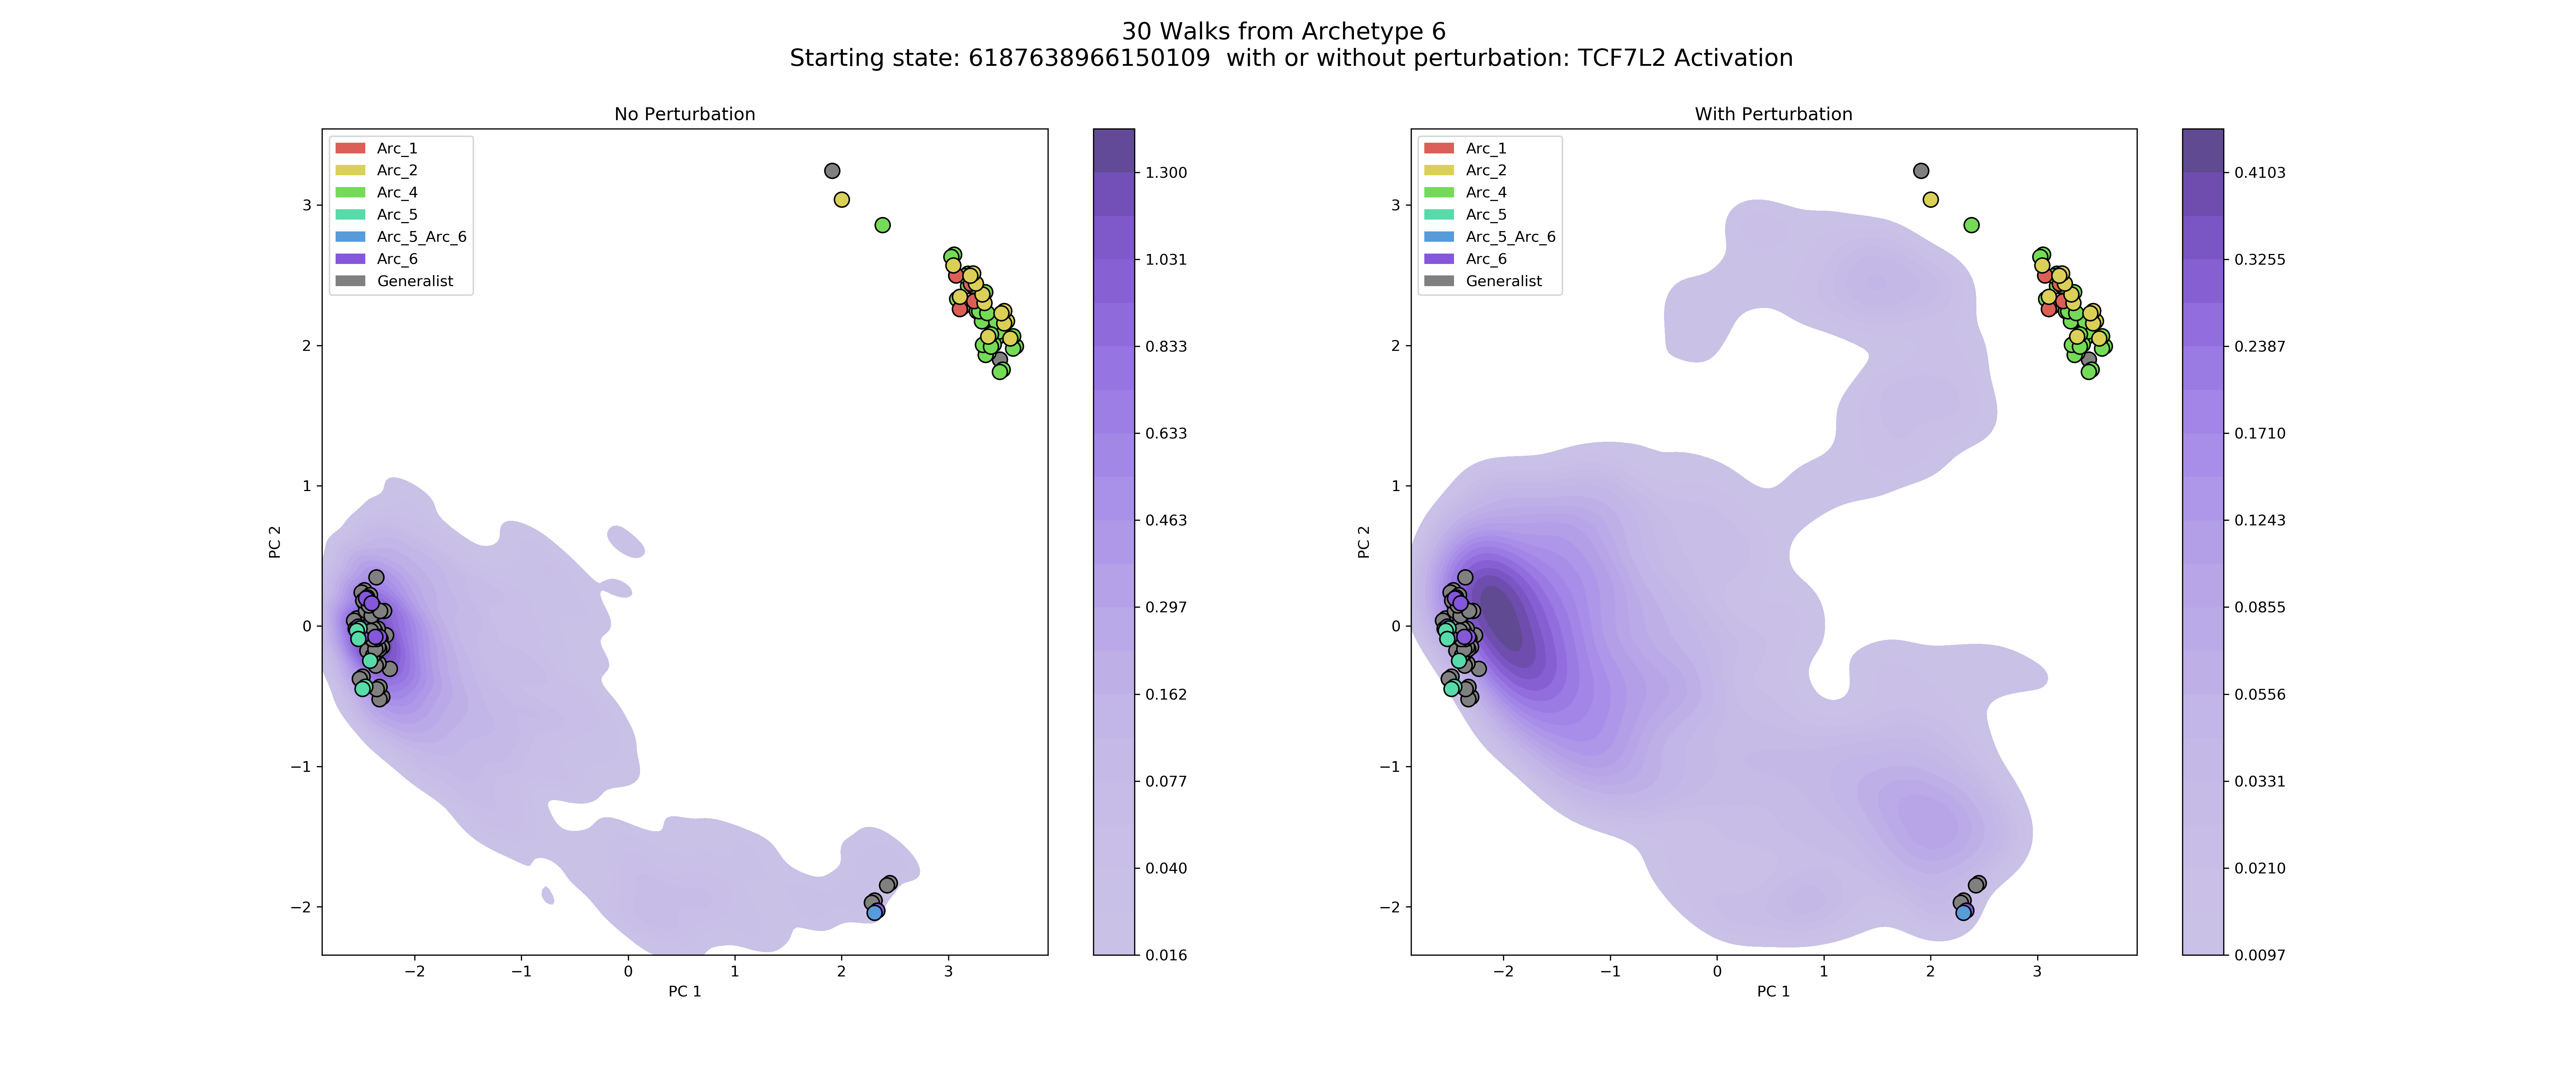 30 Walks from Archetype 6
Starting state: 6187638966150109  with or without perturbation: TCF7L2 Activation
No Perturbation
Arc_1
Arc_2
Arc_4
Arc_5
Arc_5_Arc_6
Arc_6
Generalist
PC 2
3
2
1
0
−1
−2
−2
−1
0
1
2
3
PC 1
1.300
1.031
0.833
0.633
0.463
0.297
0.162
0.077
0.040
0.016
With Perturbation
Arc_1
Arc_2
Arc_4
Arc_5
Arc_5_Arc_6
Arc_6
Generalist
PC 2
3
2
1
0
−1
−2
−2
−1
0
1
2
3
PC 1
0.4103
0.3255
0.2387
0.1710
0.1243
0.0855
0.0556
0.0331
0.0210
0.0097